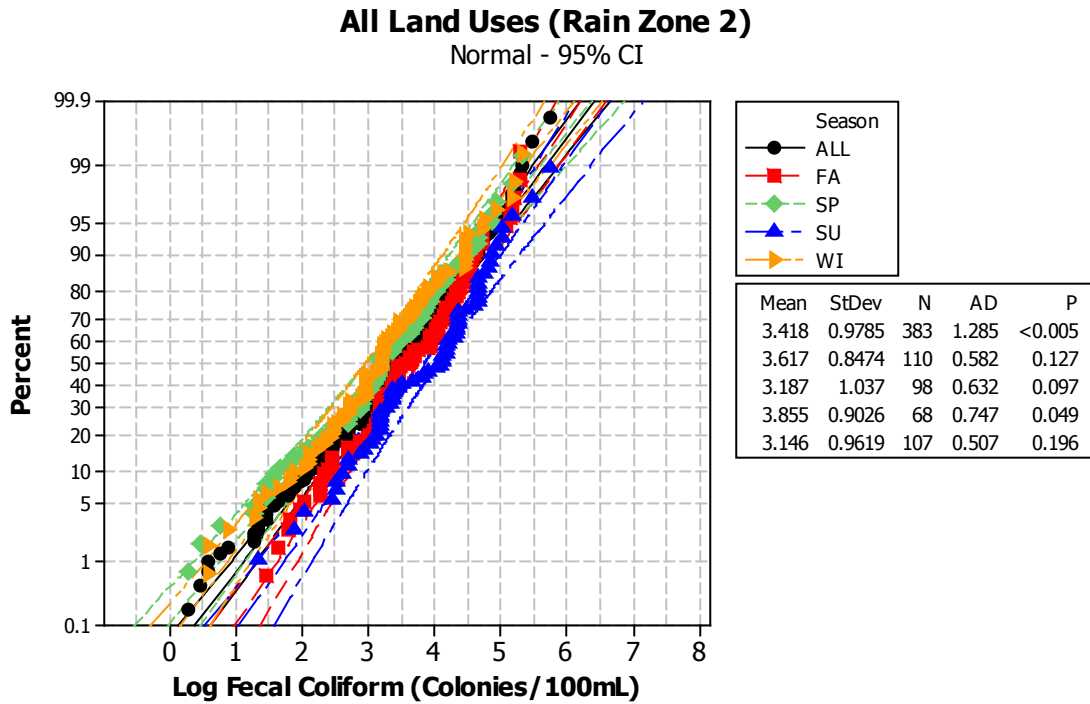 All Land Uses (Rain Zone 2)
Normal - 95% CI
99.9
99
95
90
80
70
60
50
40
30
20
10
5
1
0.1
Percent
0 1 2 3 4 5 6 7 8
Log Fecal Coliform (Colonies/100mL)
Season
ALL
FA
SP
SU
WI
Mean StDev N AD P
3.418 0.9785 383 1.285 <0.005
3.617 0.8474 110 0.582 0.127
3.187 1.037 98 0.632 0.097
3.855 0.9026 68 0.747 0.049
3.146 0.9619 107 0.507 0.196